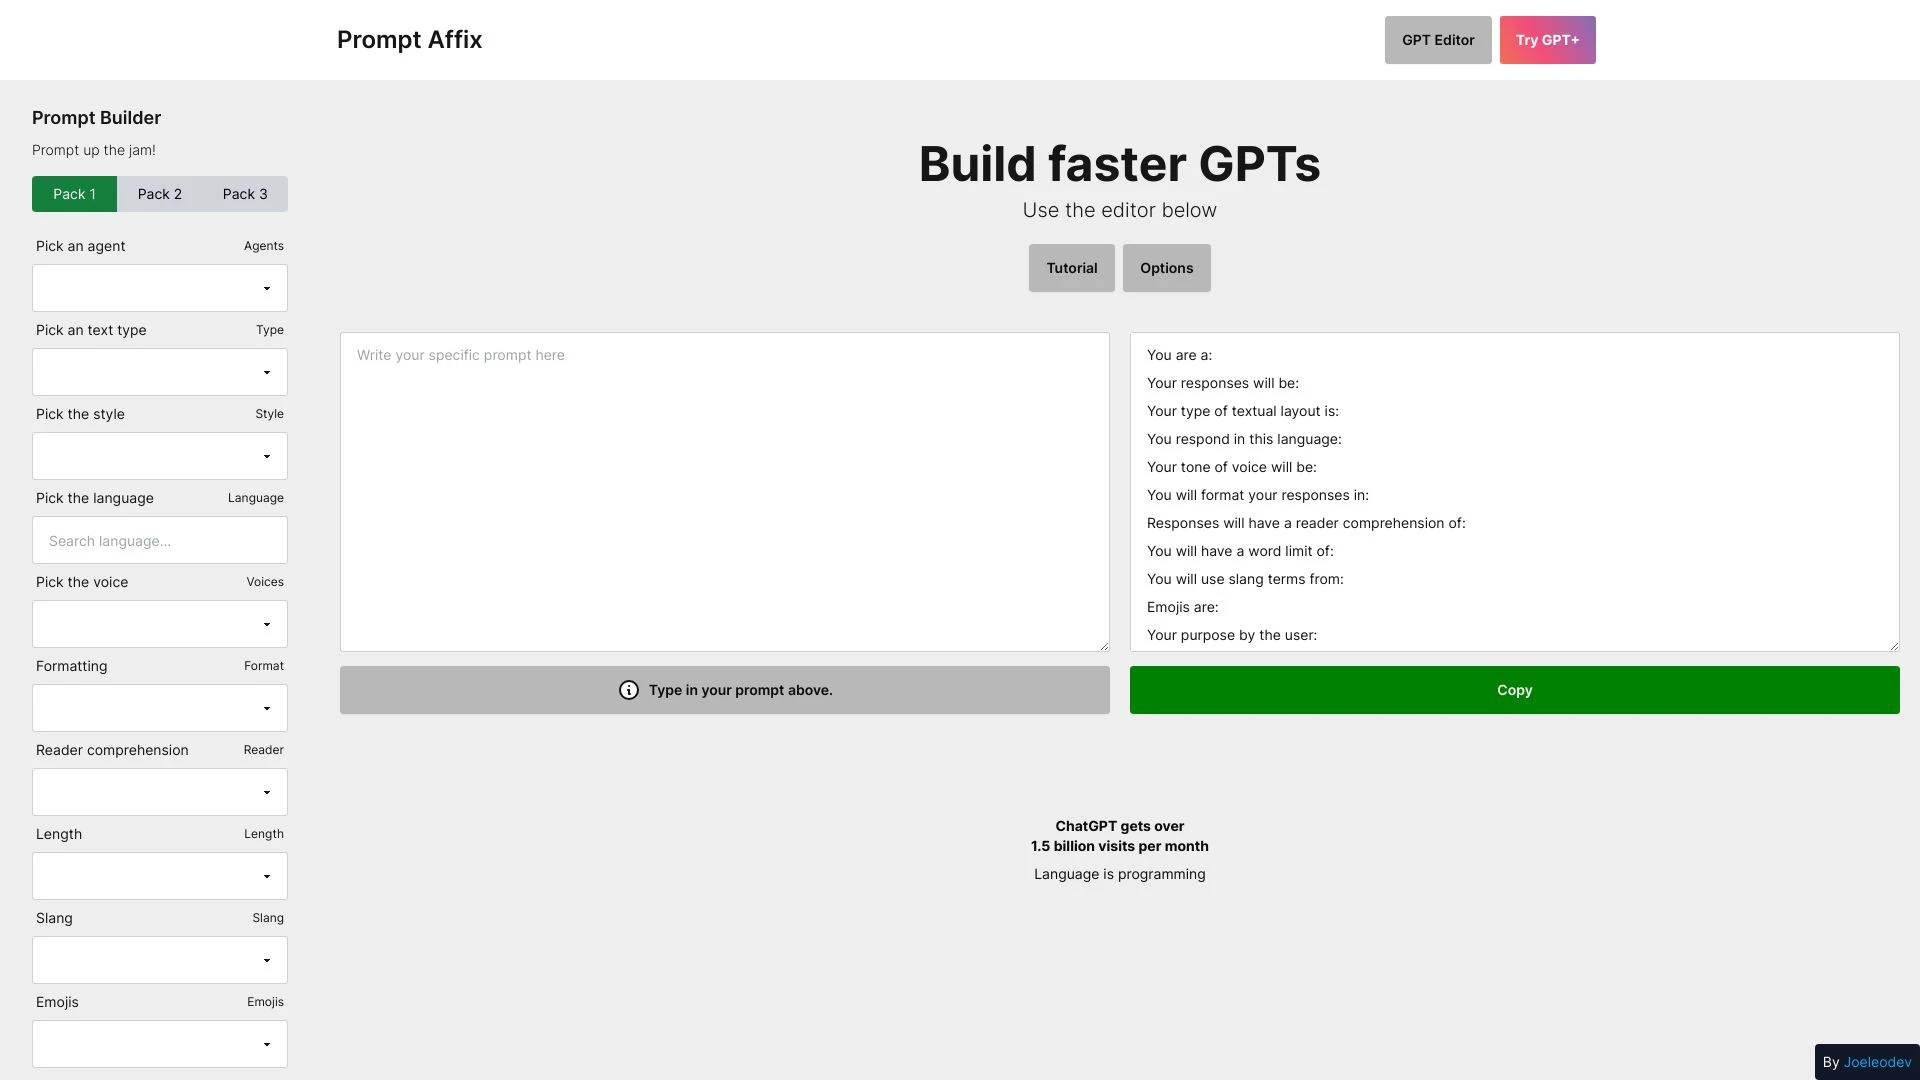 Prompt Affix
GPT Editor
Try GPT+
Prompt Builder
Prompt up the jam!
Pack 1
Pack 2
Pack 3
Pick an agent
Agents
Pick an text type
Type
Pick the style
Style
Pick the language
Language
Search language...
Pick the voice
Voices
Formatting
Format
Reader comprehension
Reader
Length
Length
Slang
Slang
Emojis
Emojis
Build faster GPTs
Use the editor below
Tutorial
Options
Write your specific prompt here
Type in your prompt above.
You are a:
Your responses will be:
Your type of textual layout is:
You respond in this language:
Your tone of voice will be:
You will format your responses in:
Responses will have a reader comprehension of:
You will have a word limit of:
You will use slang terms from:
Emojis are:
Your purpose by the user:
Copy
ChatGPT gets over
1.5 billion visits per month
Language is programming
By Joeleodev